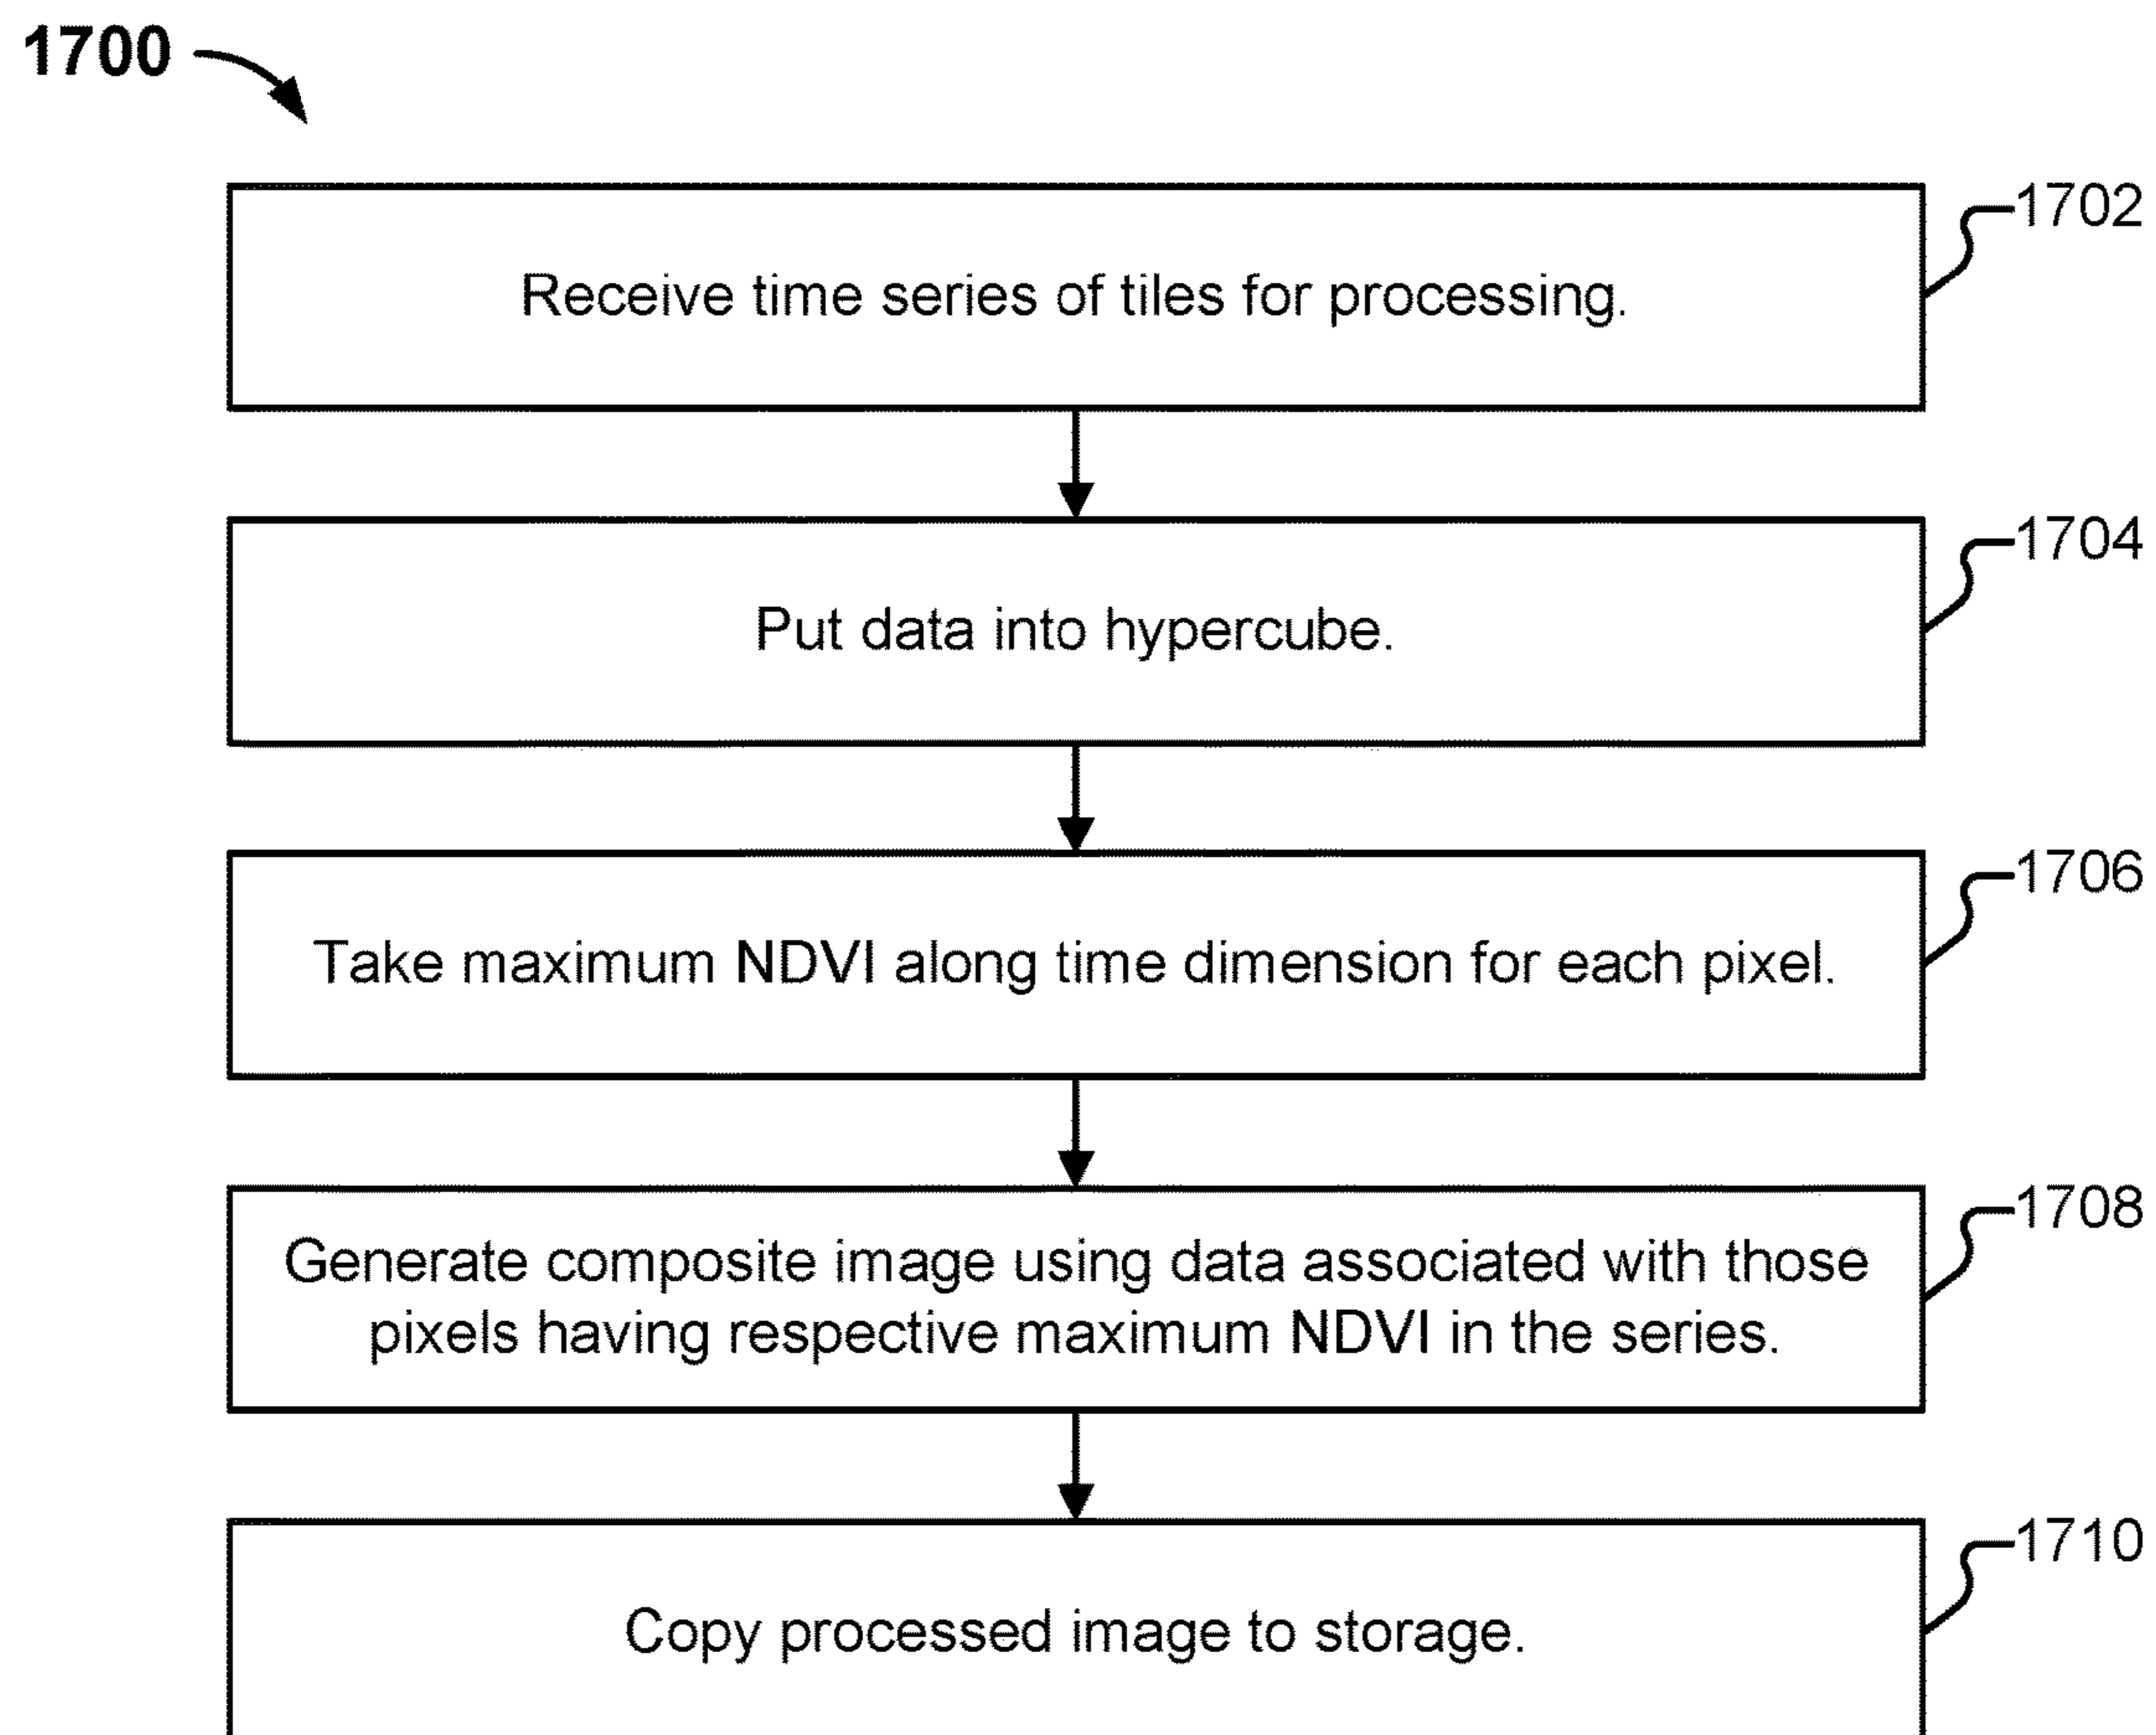 1700
1702
Receive time series of tiles for processing.
1704
Put data into hypercube.
1706
Take maximum NDVI along time dimension for each pixel.
1708
Generate composite image using data associated with those
pixels having respective maximum NDVI in the series.
1710
Copy processed image to storage.